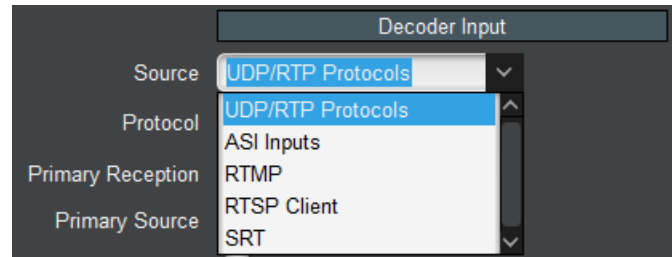 Decoder Input
Source UDP/RTP Protocols
UDP/RTP Protocols
Protocol
ASI Inputs
Primary Reception RTMP
RTSP Client
Primary Source
SRT